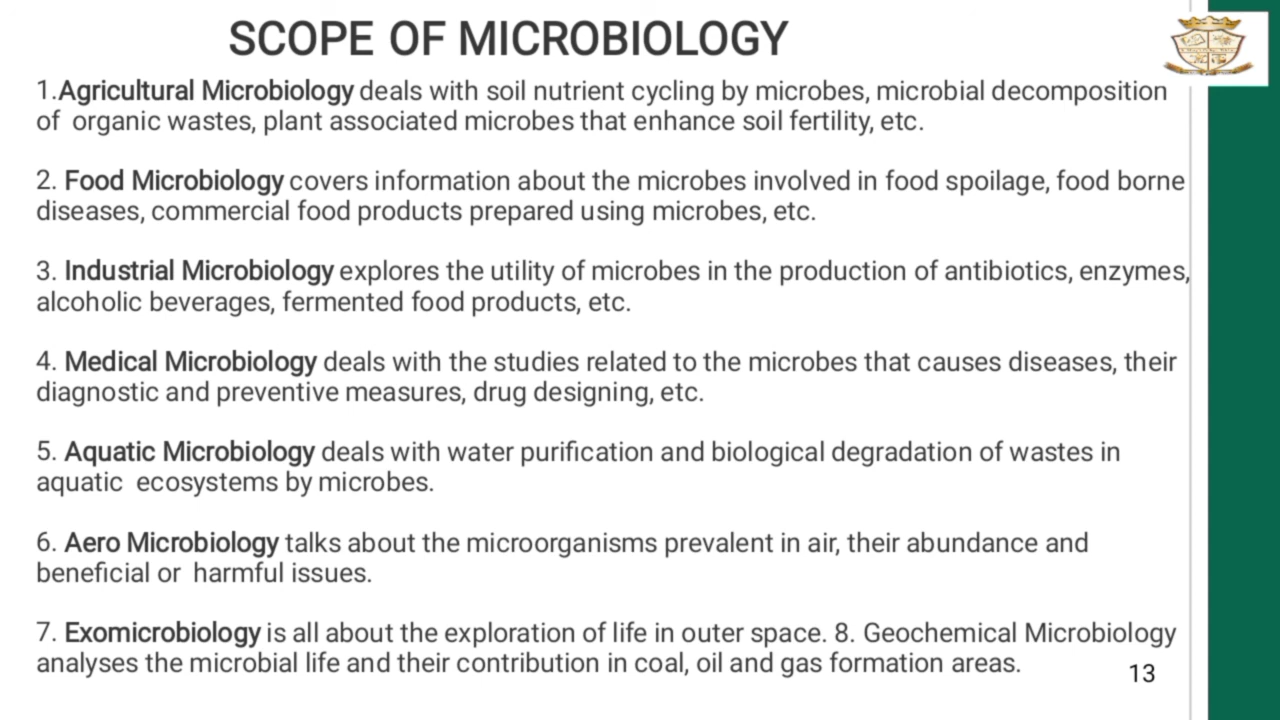 SCOPE OF MICROBIOLOGY
1.Agricultural Microbiology deals with soil nutrient cycling by microbes, microbial decomposition
of organic wastes, plant associated microbes that enhance soil fertility, etc.
2. Food Microbiology covers information about the microbes involved in food spoilage, food borne
diseases, commercial food products prepared using microbes, etc.
3. Industrial Microbiology explores the utility of microbes in the production of antibiotics, enzymes,
alcoholic beverages, fermented food products, etc.
4. Medical Microbiology deals with the studies related to the microbes that causes diseases, their
diagnostic and preventive measures, drug designing, etc.
5. Aquatic Microbiology deals with water purification and biological degradation of wastes in
aquatic ecosystems by microbes.
6. Aero Microbiology talks about the microorganisms prevalent in air, their abundance and
beneficial or harmful issues.
7. Exomicrobiology is all about the exploration of life in outer space. 8. Geochemical Microbiology
analyses the microbial life and their contribution in coal, oil and gas formation areas.
13